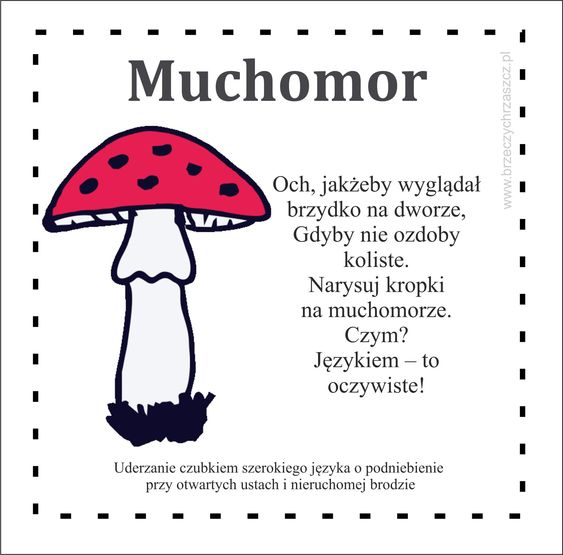 Muchomor
www.brzeczychrzaszcz.pl
Och, jakżeby wyglądał
brzydko na dworze,
Gdyby nie ozdoby
koliste.
Narysuj kropki
na muchomorze.
Czym?
Językiem – to
oczywiste!
Uderzanie czubkiem szerokiego języka o podniebienie
przy otwartych ustach i nieruchomej brodzie